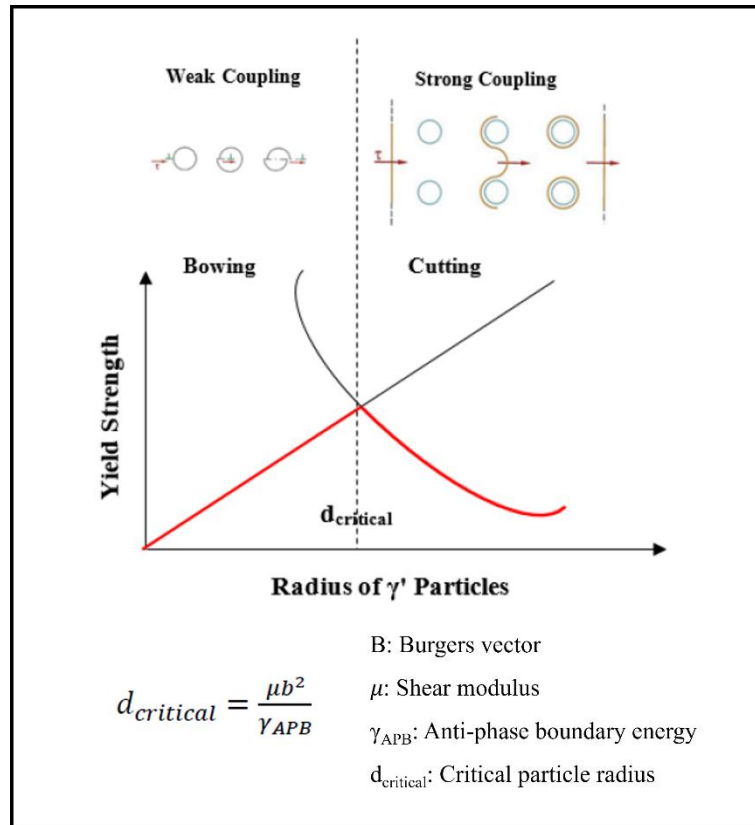 Weak Coupling
Strong Coupling
τ
τ
Bowing
Cutting
Yield Strength
d_critical
Radius of γ' Particles
d_critical = μb²/γ_APB
B: Burgers vector
μ: Shear modulus
γ_APB: Anti-phase boundary energy
d_critical: Critical particle radius